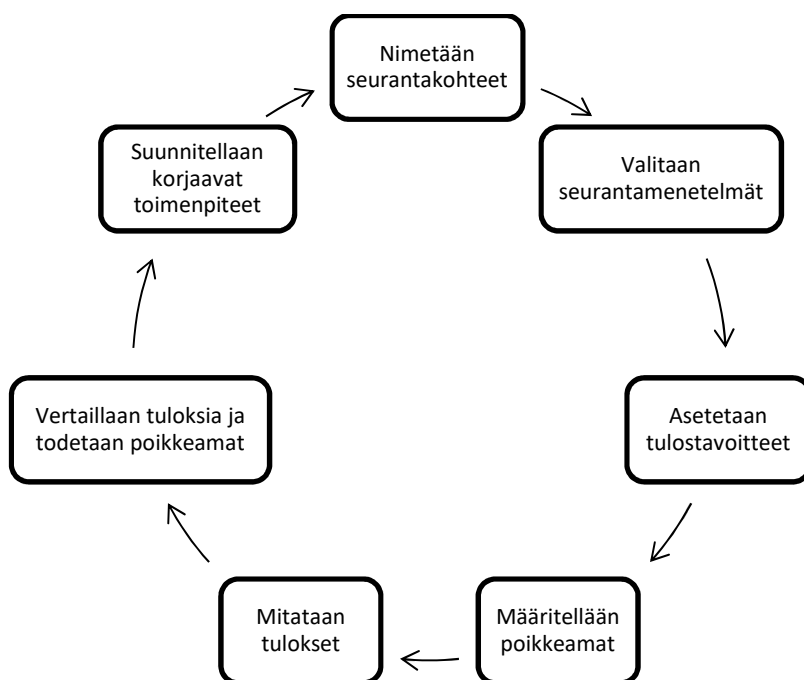 Nimetään
seurantakohteet
Valitaan
seurantamenetelmät
Asetetaan
tulostavoitteet
Määritellään
poikkeamat
Mitataan
tulokset
Vertaillaan tuloksia ja
todetaan poikkeamat
Suunnitellaan
korjaavat
toimenpiteet